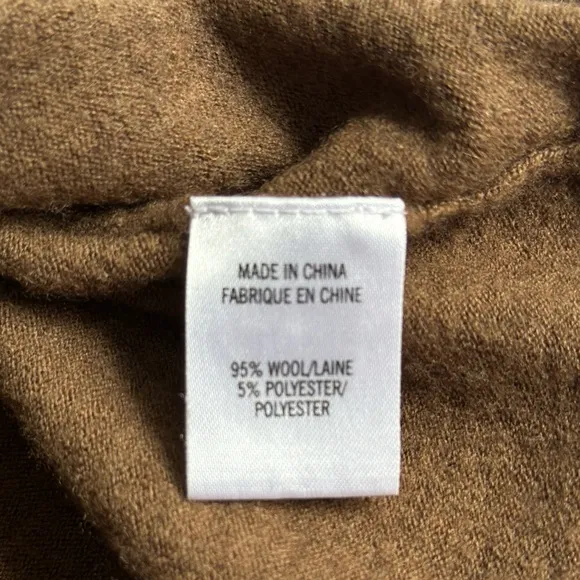 MADE IN CHINA
FABRIQUE EN CHINE
95% WOOL/LAINE
5% POLYESTER/
POLYESTER